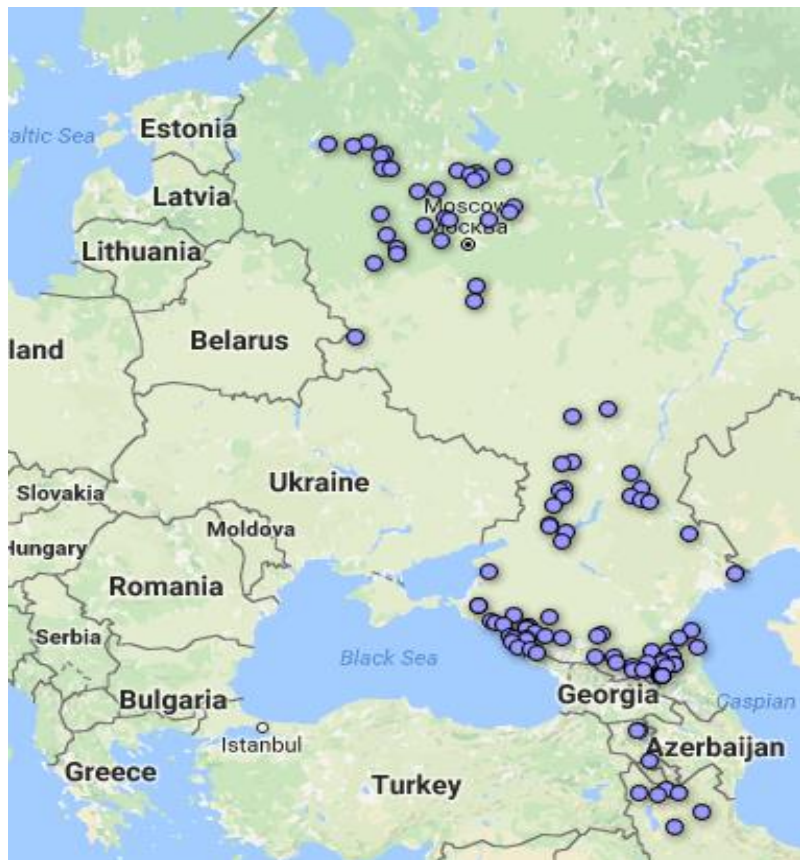 Estonia
altic Sea
Latvia
Moscow
Москва
Lithuania
Belarus
land
Ukraine
Slovakia
Moldova
Hungary
Romania
Serbia
Black Sea
Georgia
Caspian
Bulgaria
Istanbul
Azerbaijan
Greece
Turkey